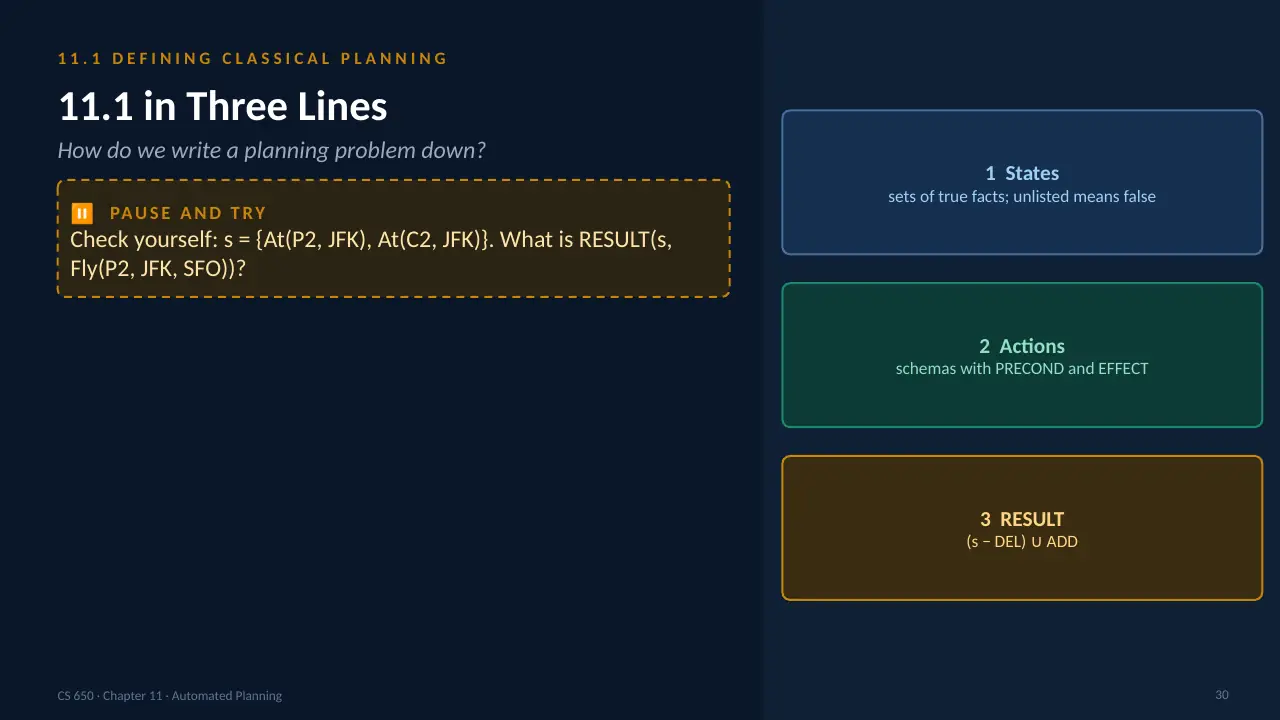 11.1 DEFINING CLASSICAL PLANNING
11.1 in Three Lines
How do we write a planning problem down?
⏸ PAUSE AND TRY
Check yourself: s = {At(P2, JFK), At(C2, JFK)}. What is RESULT(s,
Fly(P2, JFK, SFO))?
1 States
sets of true facts; unlisted means false
2 Actions
schemas with PRECOND and EFFECT
3 RESULT
(s − DEL) ∪ ADD
CS 650 · Chapter 11 · Automated Planning
30